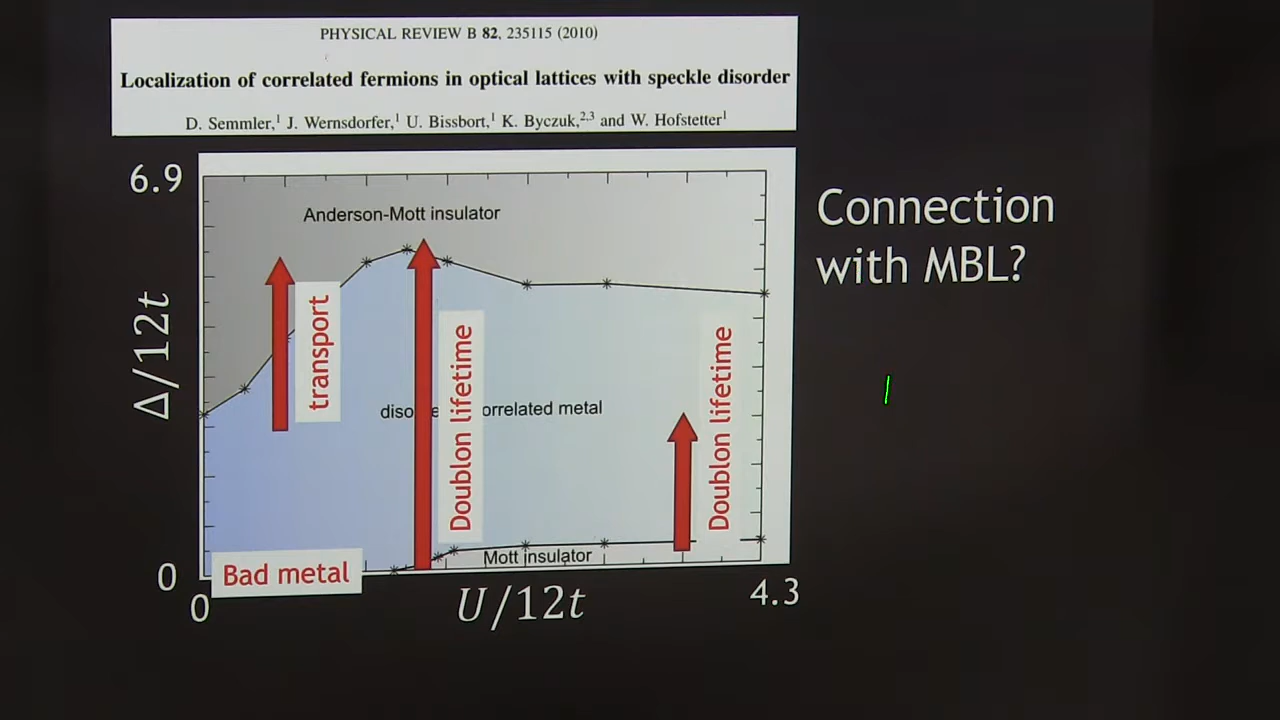 PHYSICAL REVIEW B 82, 235115 (2010)
Localization of correlated fermions in optical lattices with speckle disorder
D. Semmler,¹ J. Wernsdorfer,¹ U. Bissbort,¹ K. Byczuk,²,³ and W. Hofstetter¹
6.9
Anderson-Mott insulator
Connection
with MBL?
Δ/12t
transport
Doublon lifetime
Doublon lifetime
metal
Mott insulator
Bad metal
0
0
U/12t
4.3